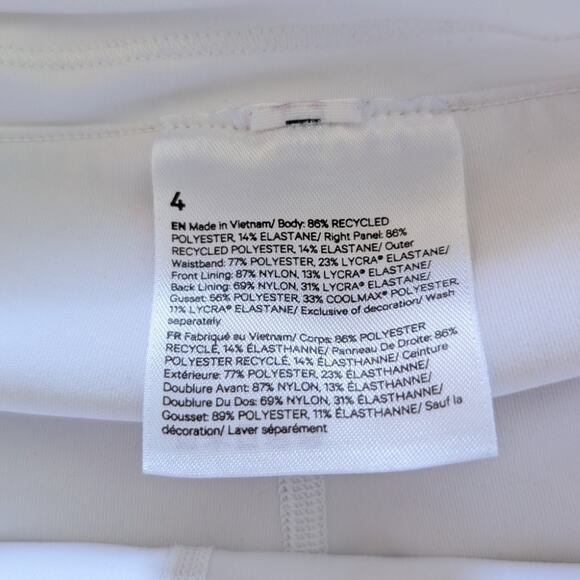 4
EN Made in Vietnam/ Body: 86% RECYCLED
POLYESTER, 14% ELASTANE/ Right Panel: 86%
RECYCLED POLYESTER, 14% ELASTANE/ Outer
Waistband: 77% POLYESTER, 23% LYCRA® ELASTANE/
Front Lining: 87% NYLON, 13% LYCRA® ELASTANE/
Back Lining: 69% NYLON, 31% LYCRA® ELASTANE/
Gusset: 56% POLYESTER, 33% COOLMAX® POLYESTER,
11% LYCRA® ELASTANE/ Exclusive of decoration/ Wash
separately
FR Fabriqué au Vietnam/ Corps: 86% POLYESTER
RECYCLÉ, 14% ÉLASTHANNE/ Panneau De Droite: 86%
POLYESTER RECYCLÉ, 14% ÉLASTHANNE/ Ceinture
Extérieure: 77% POLYESTER, 23% ÉLASTHANNE/
Doublure Avant: 87% NYLON, 13% ÉLASTHANNE/
Doublure Du Dos: 69% NYLON, 31% ÉLASTHANNE/
Gousset: 89% POLYESTER, 11% ÉLASTHANNE/ Sauf la
décoration/ Laver séparément